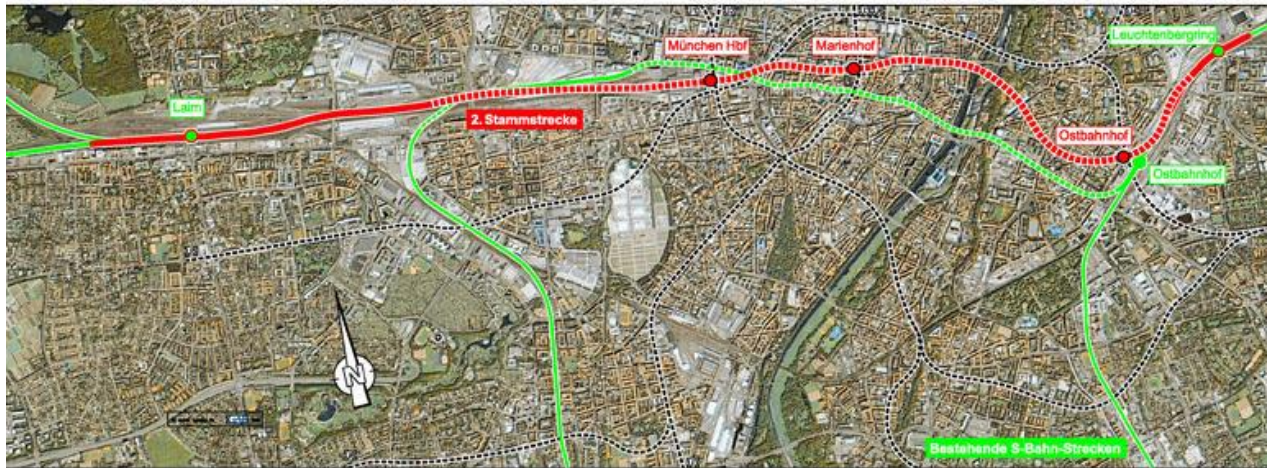 Leuchtenbergring
München Hbf
Marienhof
Laim
2. Stammstrecke
Ostbahnhof
Ostbahnhof
N
Bestehende S-Bahn-Strecken